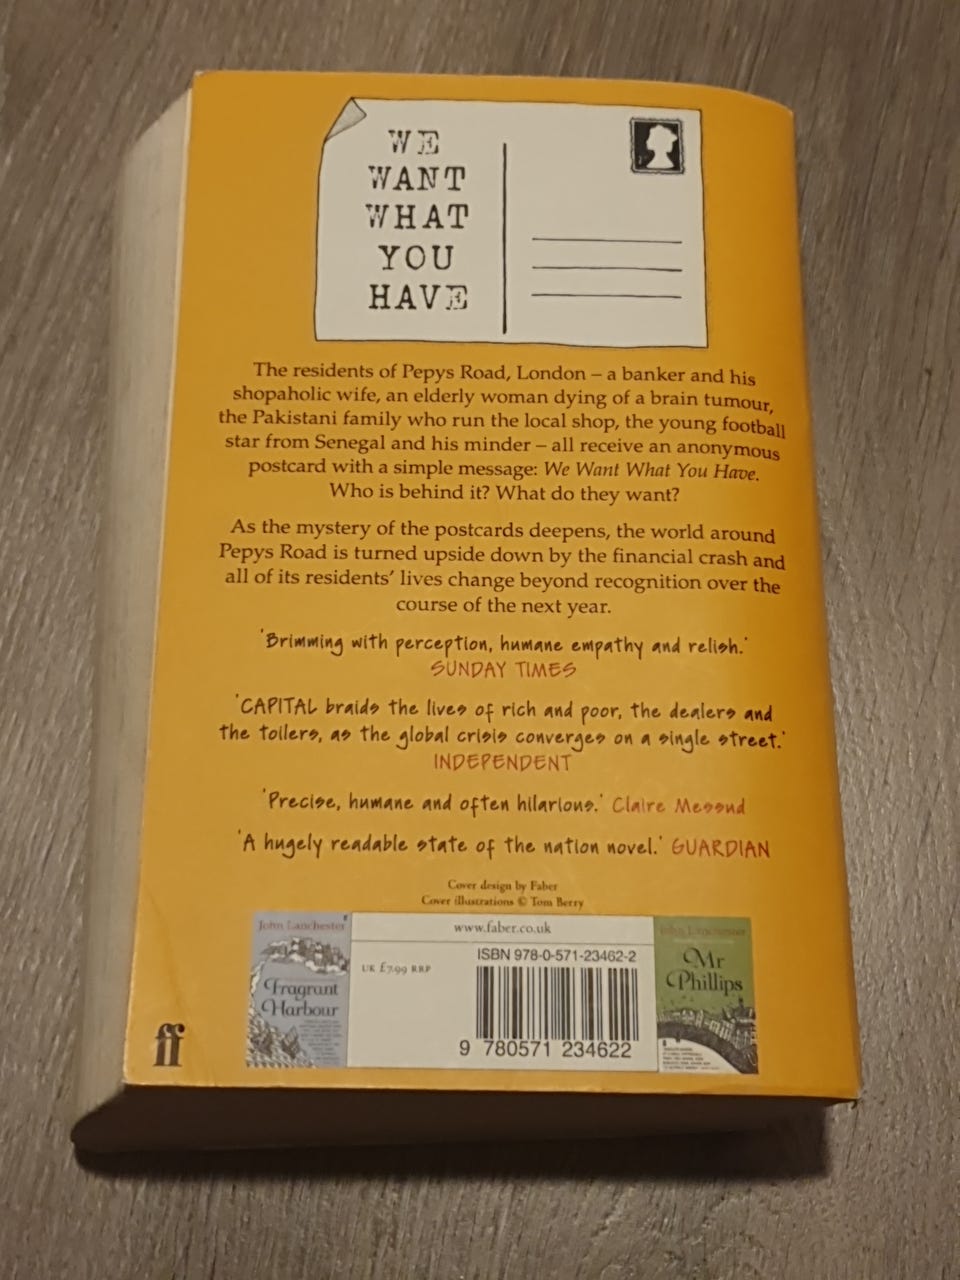 WE
WANT
WHAT
YOU
HAVE
The residents of Pepys Road, London – a banker and his
shopaholic wife, an elderly woman dying of a brain tumour,
the Pakistani family who run the local shop, the young football
star from Senegal and his minder – all receive an anonymous
postcard with a simple message: We Want What You Have.
Who is behind it? What do they want?
As the mystery of the postcards deepens, the world around
Pepys Road is turned upside down by the financial crash and
all of its residents' lives change beyond recognition over the
course of the next year.
'Brimming with perception, humane empathy and relish.'
SUNDAY TIMES
'CAPITAL braids the lives of rich and poor, the dealers and
the toilers, as the global crisis converges on a single street.'
INDEPENDENT
'Precise, humane and often hilarious.' Claire Messud
'A hugely readable state of the nation novel.' GUARDIAN
Cover design by Faber
Cover illustrations © Tom Berry
John Lanchester
Fragrant
Harbour
www.faber.co.uk
UK £7.99 RRP
ISBN 978-0-571-23462-2
9 780571 234622
John Lanchester
Mr
Phillips
ff